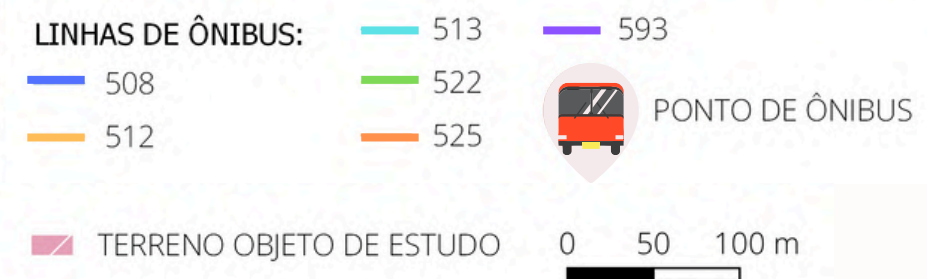 LINHAS DE ÔNIBUS:
508
512
513
522
525
593
PONTO DE ÔNIBUS
TERRENO OBJETO DE ESTUDO
0 50 100 m